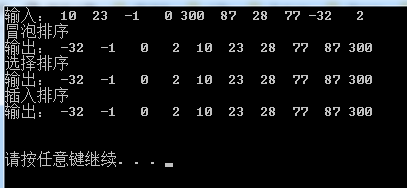 输入： 10  23  -1   0 300  87  28  77 -32   2
冒泡排序
输出： -32  -1   0   2  10  23  28  77  87 300
选择排序
输出： -32  -1   0   2  10  23  28  77  87 300
插入排序
输出： -32  -1   0   2  10  23  28  77  87 300
请按任意键继续. . .